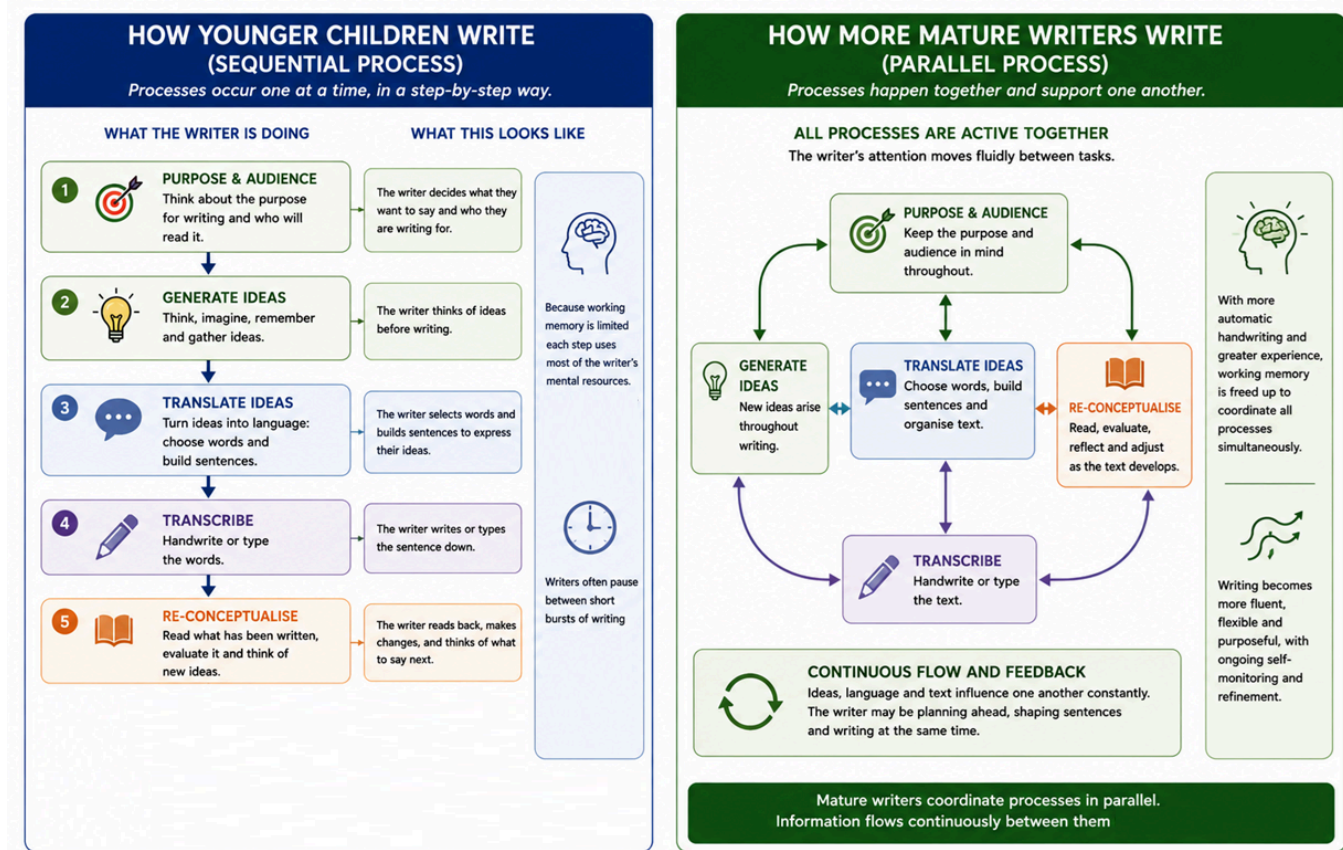 HOW YOUNGER CHILDREN WRITE
(SEQUENTIAL PROCESS)
Processes occur one at a time, in a step-by-step way.
WHAT THE WRITER IS DOING
WHAT THIS LOOKS LIKE
1
PURPOSE & AUDIENCE
Think about the purpose
for writing and who will
read it.
The writer decides what they
want to say and who they
are writing for.
2
GENERATE IDEAS
Think, imagine, remember
and gather ideas.
The writer thinks of ideas
before writing.
3
TRANSLATE IDEAS
Turn ideas into language:
choose words and
build sentences.
The writer selects words and
builds sentences to express
their ideas.
4
TRANSCRIBE
Handwrite or type
the words.
The writer writes or types
the sentence down.
5
RE-CONCEPTUALISE
Read what has been written,
evaluate it and think of
new ideas.
The writer reads back, makes
changes, and thinks of what
to say next.
Because working
memory is limited
each step uses
most of the writer's
mental resources.
Writers often pause
between short
bursts of writing
HOW MORE MATURE WRITERS WRITE
(PARALLEL PROCESS)
Processes happen together and support one another.
ALL PROCESSES ARE ACTIVE TOGETHER
The writer's attention moves fluidly between tasks.
PURPOSE & AUDIENCE
Keep the purpose and
audience in mind
throughout.
GENERATE
IDEAS
New ideas arise
throughout
writing.
TRANSLATE IDEAS
Choose words, build
sentences and
organise text.
RE-CONCEPTUALISE
Read, evaluate,
reflect and adjust
as the text develops.
TRANSCRIBE
Handwrite or type
the text.
CONTINUOUS FLOW AND FEEDBACK
Ideas, language and text influence one another constantly.
The writer may be planning ahead, shaping sentences
and writing at the same time.
With more
automatic
handwriting and
greater experience,
working memory
is freed up to
coordinate all
processes
simultaneously.
Writing becomes
more fluent,
flexible and
purposeful, with
ongoing self-
monitoring and
refinement.
Mature writers coordinate processes in parallel.
Information flows continuously between them